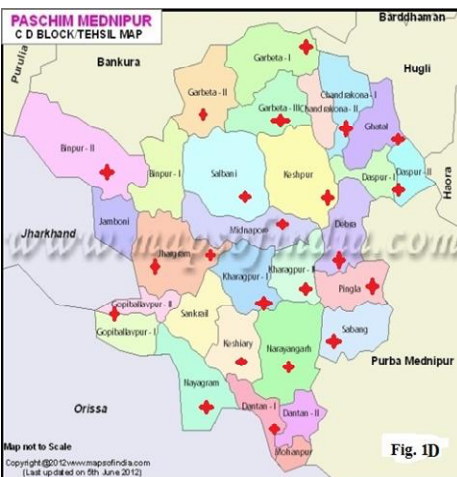 PASCHIM MEDNIPUR
C D BLOCK/TEHSIL MAP
Barddhaman
Purulia
Bankura
Hugli
Garbeta - I
Garbeta - II
Garbeta - III
Chandrakona - I
Chandrakona - II
Ghatal
Binpur - II
Binpur - I
Salbani
Keshpur
Daspur - I
Daspur - II
Haora
Jamboni
Jharkhand
Midnapore
Debra
www.mapsofindia.com
Jhargram
Kharagpur - I
Kharagpur - II
Pingla
Gopiballavpur - II
Sankrail
Gopiballavpur - I
Keshiary
Narayangarh
Sabang
Purba Mednipur
Nayagram
Orissa
Dantan - I
Dantan - II
Mohanpur
Map not to Scale
Fig. 1D
Copyright@2012www.mapsofindia.com
(Last updated on 5th June 2012)